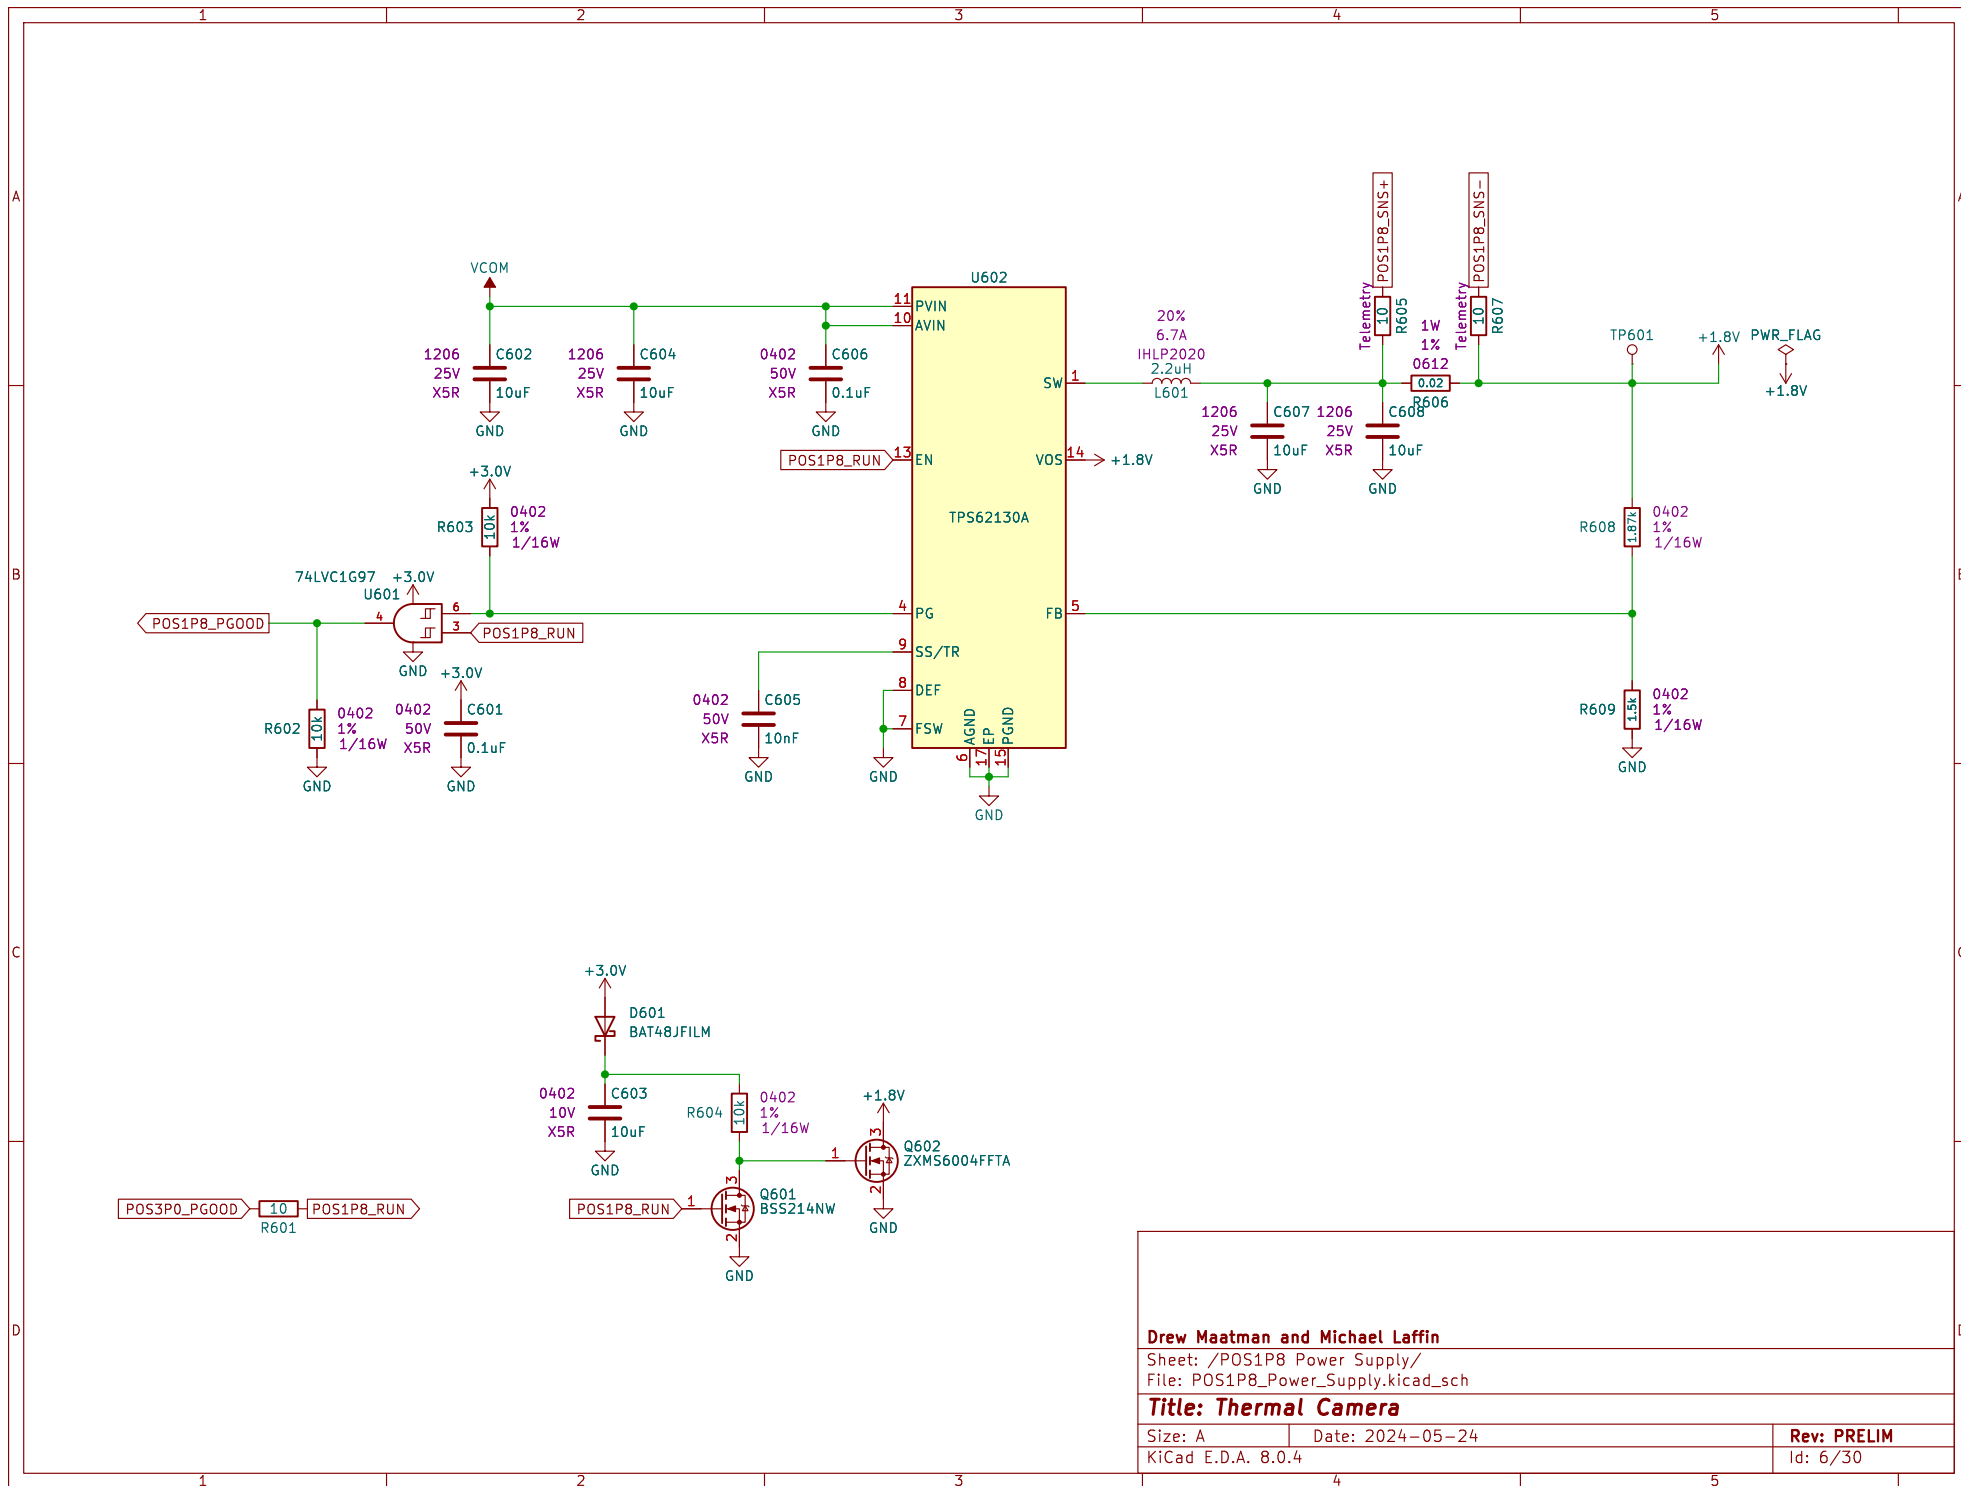 1 2 3 4 5
A
B
C
D
VCOM
1206
25V
X5R
C602
10uF
GND
1206
25V
X5R
C604
10uF
GND
0402
50V
X5R
C606
0.1uF
GND
U602
TPS62130A
11 PVIN
10 AVIN
13 EN
4 PG
9 SS/TR
8 DEF
7 FSW
SW 1
VOS 14
FB 5
AGND 6
EP 17
PGND 15
GND
POS1P8_RUN
+1.8V
20%
6.7A
IHLP2020
2.2uH
L601
1206
25V
X5R
C607
10uF
GND
1206
25V
X5R
C608
10uF
GND
POS1P8_SNS+
Telemetry
10
R605
POS1P8_SNS-
Telemetry
10
R607
1W
1%
0612
0.02
R606
TP601
+1.8V
PWR_FLAG
+1.8V
R608
1.87k
0402
1%
1/16W
R609
1.5k
0402
1%
1/16W
GND
+3.0V
R603
10k
0402
1%
1/16W
74LVC1G97
U601
+3.0V
4
6
3
GND
POS1P8_PGOOD
POS1P8_RUN
R602
10k
0402
1%
1/16W
GND
+3.0V
0402
50V
X5R
C601
0.1uF
GND
0402
50V
X5R
C605
10nF
GND
GND
+3.0V
D601
BAT48JFILM
0402
10V
X5R
C603
10uF
GND
R604
10k
0402
1%
1/16W
+1.8V
1
3
2
Q602
ZXMS6004FFTA
GND
POS1P8_RUN
1
3
2
Q601
BSS214NW
GND
POS3P0_PGOOD
10
R601
POS1P8_RUN
Drew Maatman and Michael Laffin
Sheet: /POS1P8 Power Supply/
File: POS1P8_Power_Supply.kicad_sch
Title: Thermal Camera
Size: A
Date: 2024-05-24
Rev: PRELIM
KiCad E.D.A. 8.0.4
Id: 6/30
1 2 3 4 5